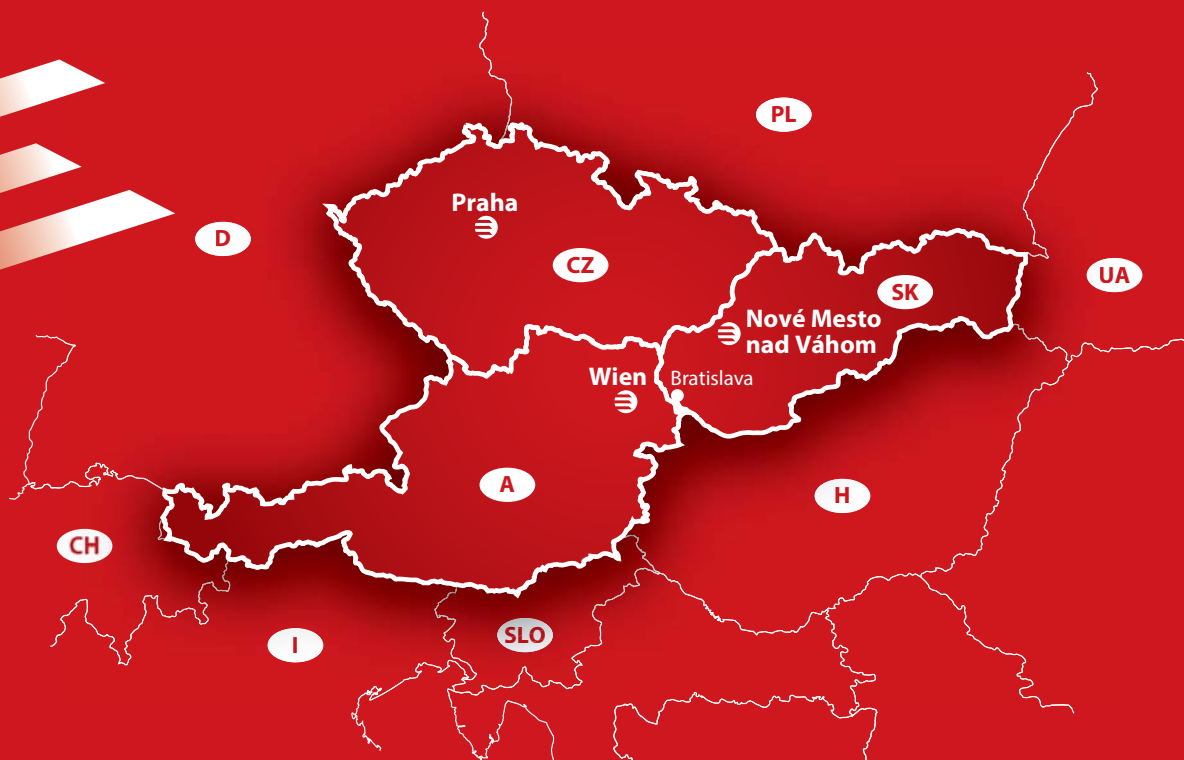 PL
Praha
D
CZ
UA
SK
Nové Mesto
nad Váhom
Wien
Bratislava
A
H
CH
SLO
I